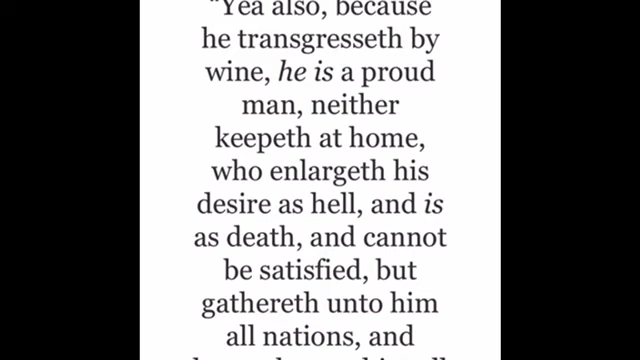 "Yea also, because
he transgresseth by
wine, he is a proud
man, neither
keepeth at home,
who enlargeth his
desire as hell, and is
as death, and cannot
be satisfied, but
gathereth unto him
all nations, and